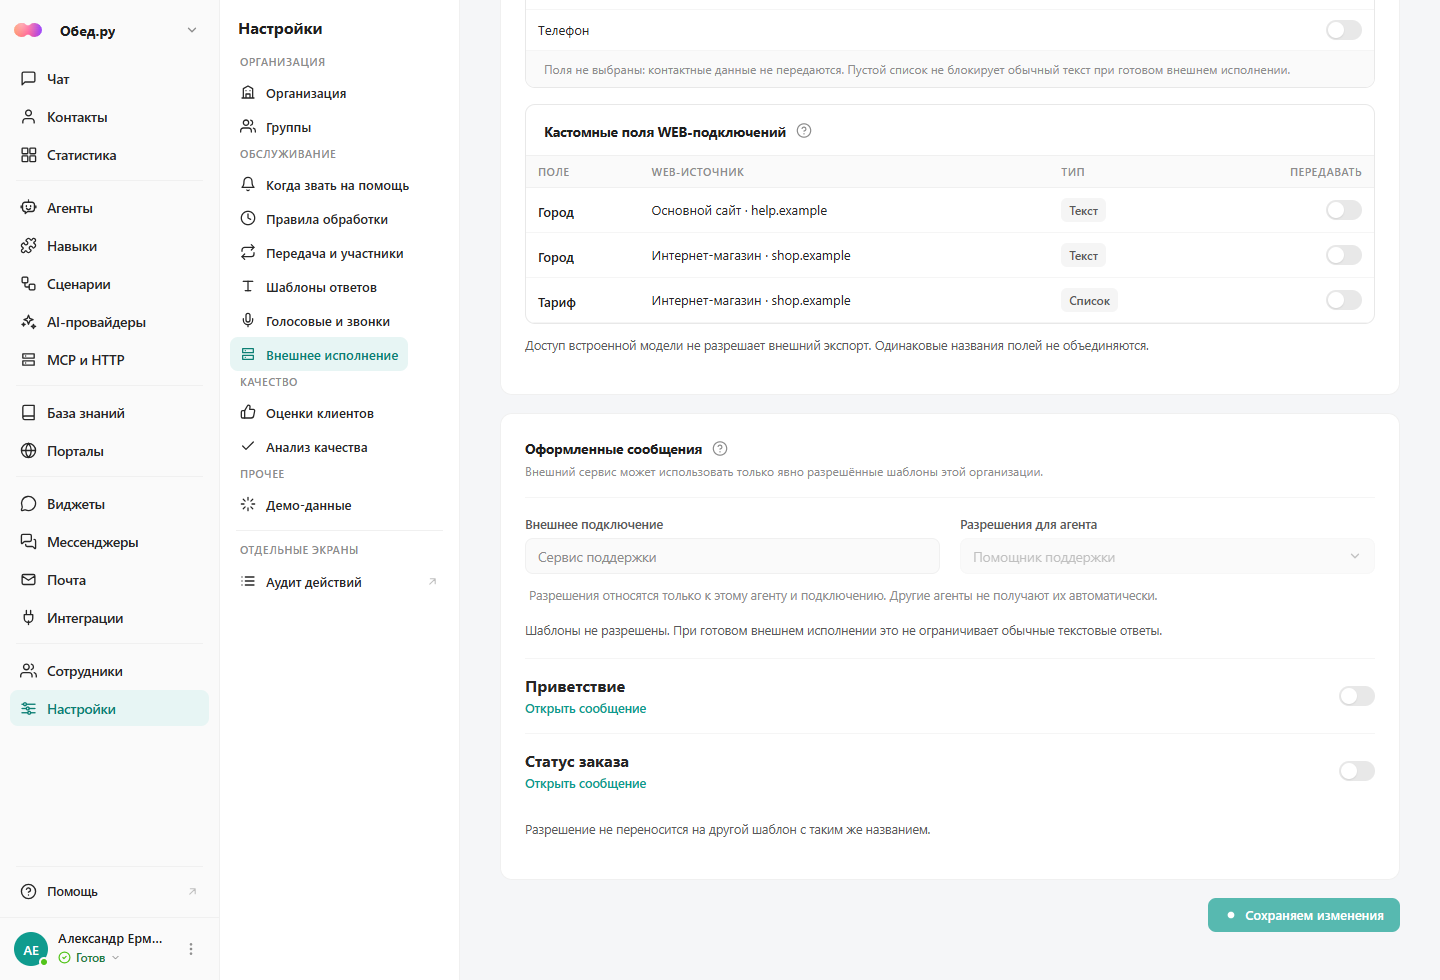 Обед.ру
Чат
Контакты
Статистика
Агенты
Навыки
Сценарии
AI-провайдеры
MCP и HTTP
База знаний
Порталы
Виджеты
Мессенджеры
Почта
Интеграции
Сотрудники
Настройки
Помощь
AE
Александр Ерм...
Готов
Настройки
ОРГАНИЗАЦИЯ
Организация
Группы
ОБСЛУЖИВАНИЕ
Когда звать на помощь
Правила обработки
Передача и участники
Шаблоны ответов
Голосовые и звонки
Внешнее исполнение
КАЧЕСТВО
Оценки клиентов
Анализ качества
ПРОЧЕЕ
Демо-данные
ОТДЕЛЬНЫЕ ЭКРАНЫ
Аудит действий
Телефон
Поля не выбраны: контактные данные не передаются. Пустой список не блокирует обычный текст при готовом внешнем исполнении.
Кастомные поля WEB-подключений
ПОЛЕ WEB-ИСТОЧНИК ТИП ПЕРЕДАВАТЬ
Город Основной сайт · help.example Текст
Город Интернет-магазин · shop.example Текст
Тариф Интернет-магазин · shop.example Список
Доступ встроенной модели не разрешает внешний экспорт. Одинаковые названия полей не объединяются.
Оформленные сообщения
Внешний сервис может использовать только явно разрешённые шаблоны этой организации.
Внешнее подключение Разрешения для агента
Сервис поддержки Помощник поддержки
Разрешения относятся только к этому агенту и подключению. Другие агенты не получают их автоматически.
Шаблоны не разрешены. При готовом внешнем исполнении это не ограничивает обычные текстовые ответы.
Приветствие
Открыть сообщение
Статус заказа
Открыть сообщение
Разрешение не переносится на другой шаблон с таким же названием.
Сохраняем изменения